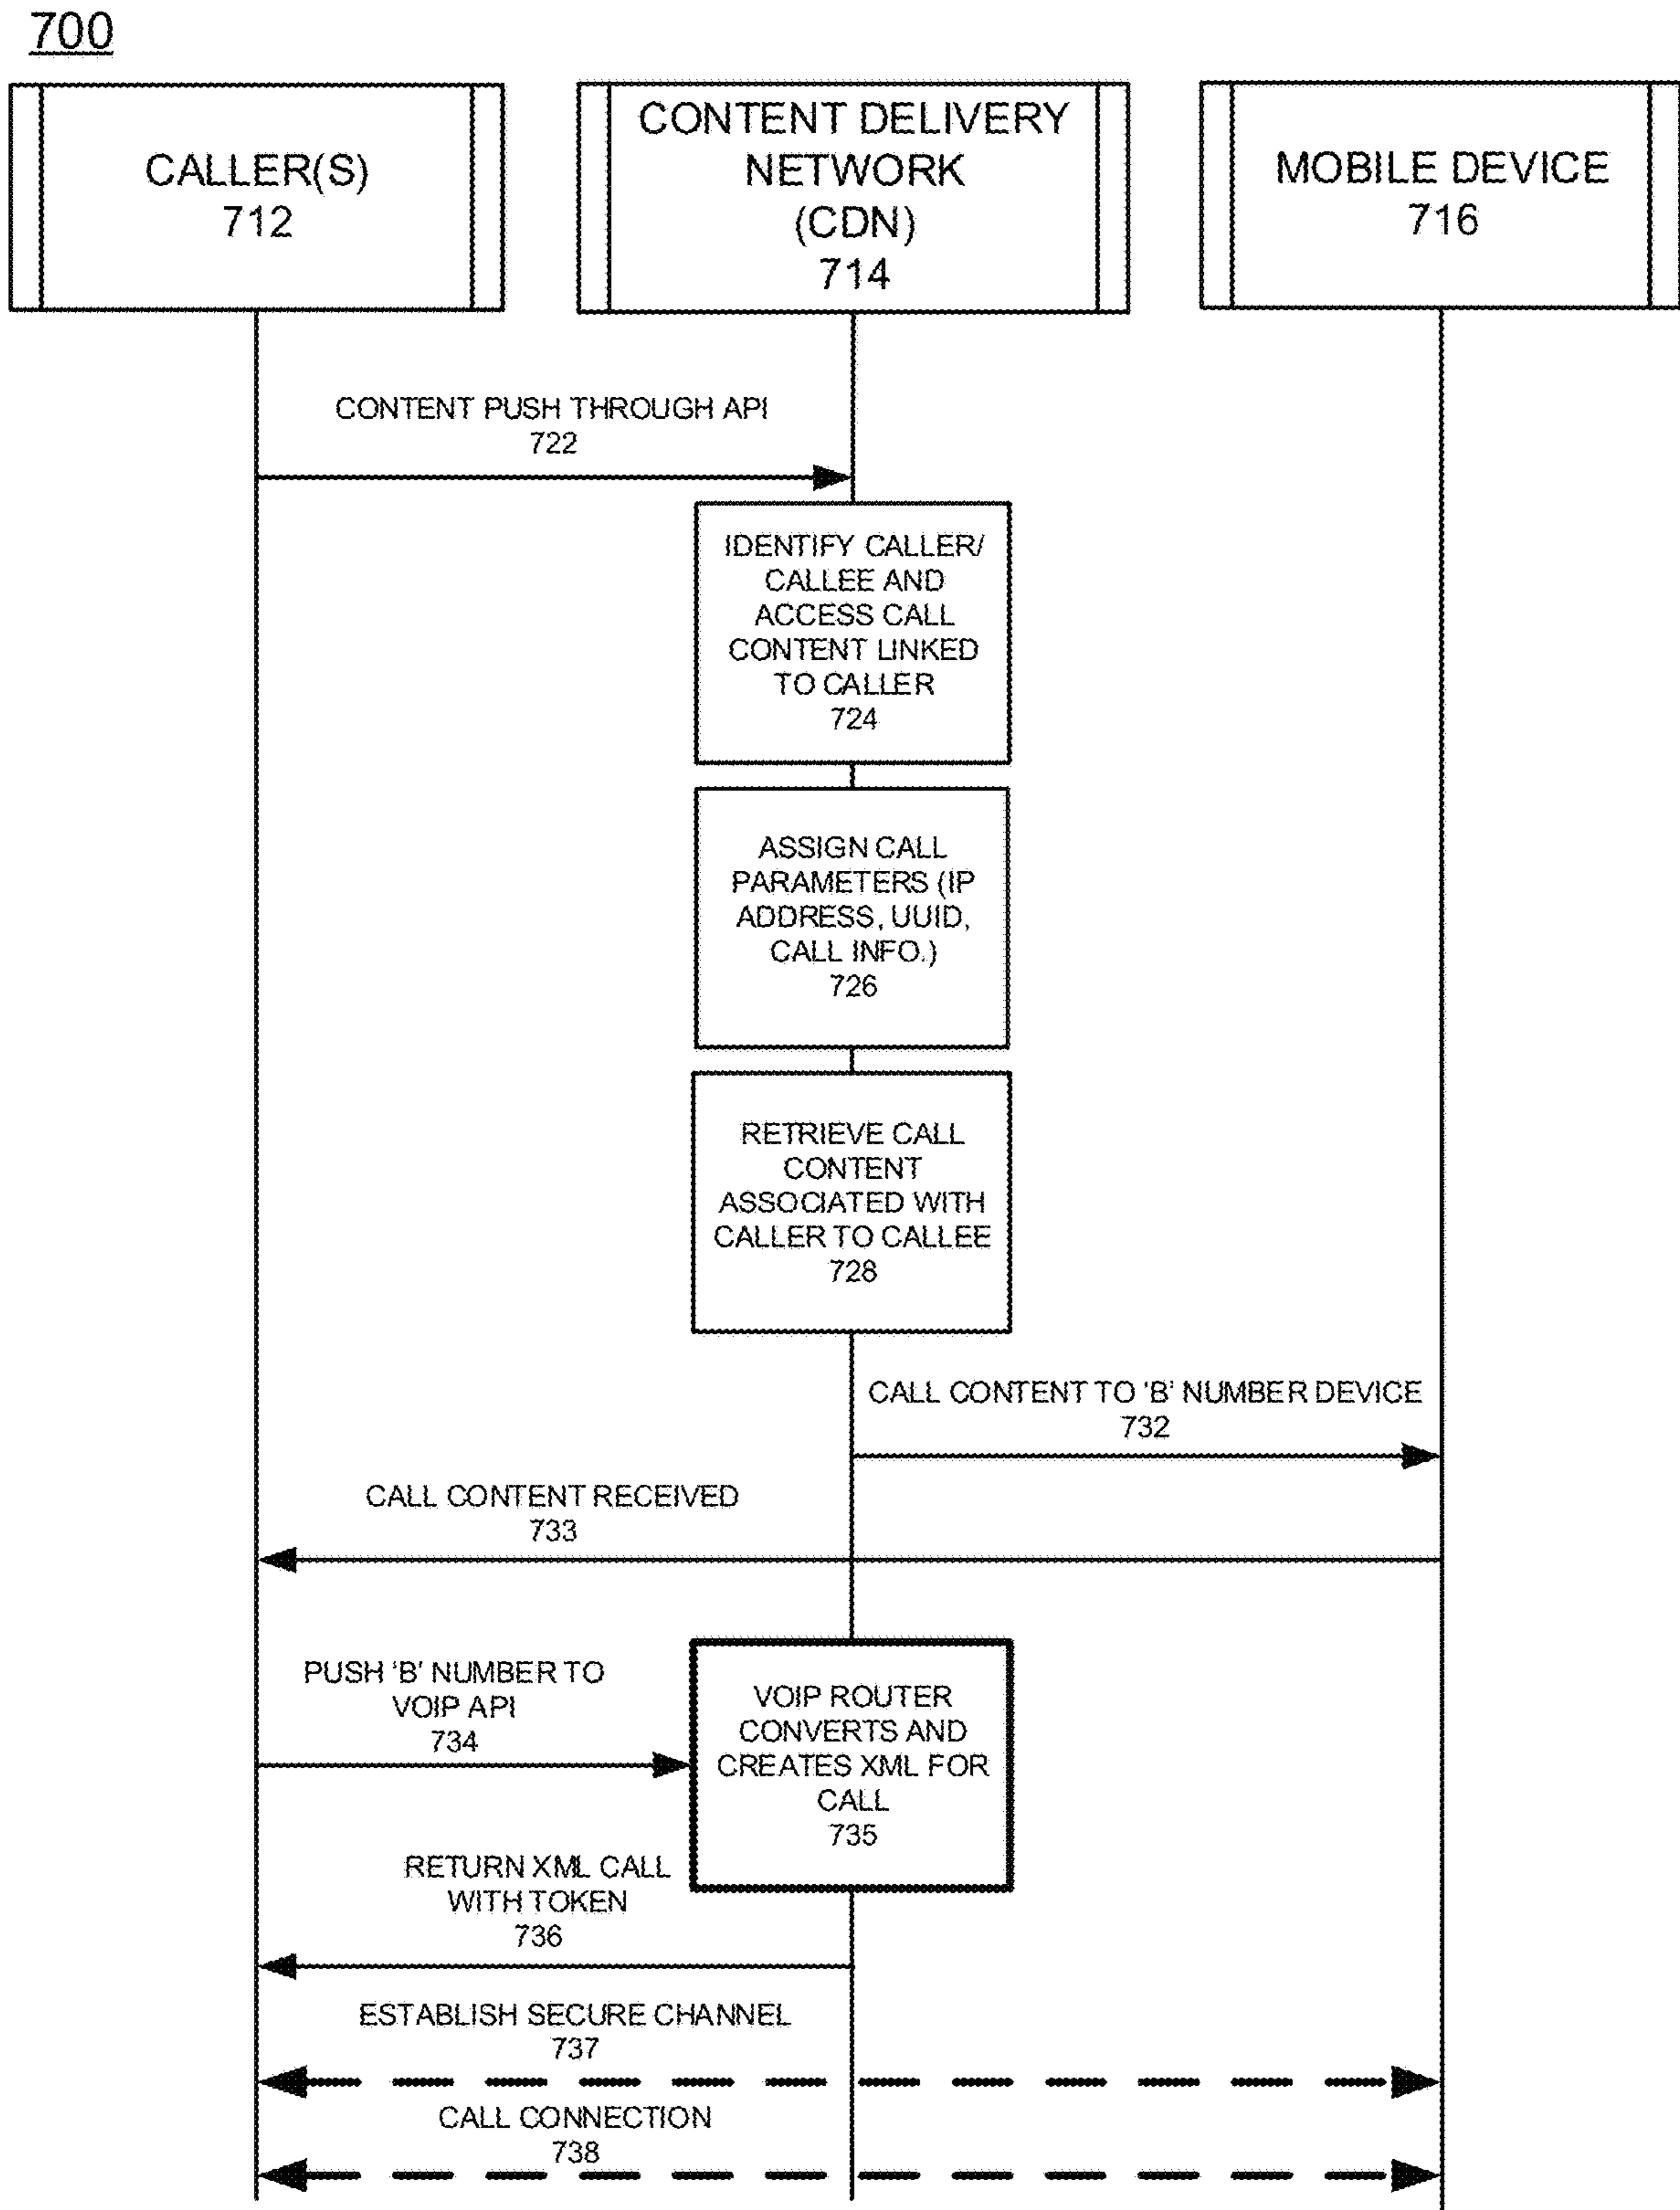 700
CALLER(S)
712
CONTENT DELIVERY
NETWORK
(CDN)
714
MOBILE DEVICE
716
CONTENT PUSH THROUGH API
722
IDENTIFY CALLER/
CALLEE AND
ACCESS CALL
CONTENT LINKED
TO CALLER
724
ASSIGN CALL
PARAMETERS (IP
ADDRESS, UUID,
CALL INFO.)
726
RETRIEVE CALL
CONTENT
ASSOCIATED WITH
CALLER TO CALLEE
728
CALL CONTENT TO 'B' NUMBER DEVICE
732
CALL CONTENT RECEIVED
733
PUSH 'B' NUMBER TO
VOIP API
734
VOIP ROUTER
CONVERTS AND
CREATES XML FOR
CALL
735
RETURN XML CALL
WITH TOKEN
736
ESTABLISH SECURE CHANNEL
737
CALL CONNECTION
738